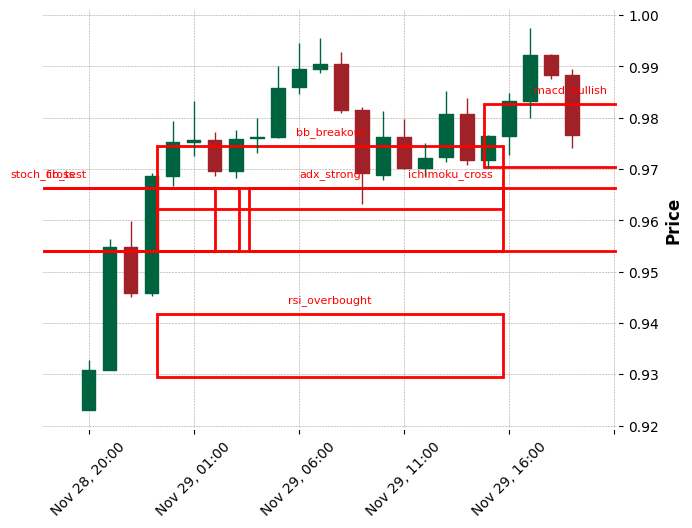 1.00
0.99
macd_bullish
0.98
bb_breakout
0.97
adx_strong
ichimoku_cross
0.96
Price
0.95
rsi_overbought
0.94
0.93
0.92
Nov 28, 20:00
Nov 29, 01:00
Nov 29, 06:00
Nov 29, 11:00
Nov 29, 16:00